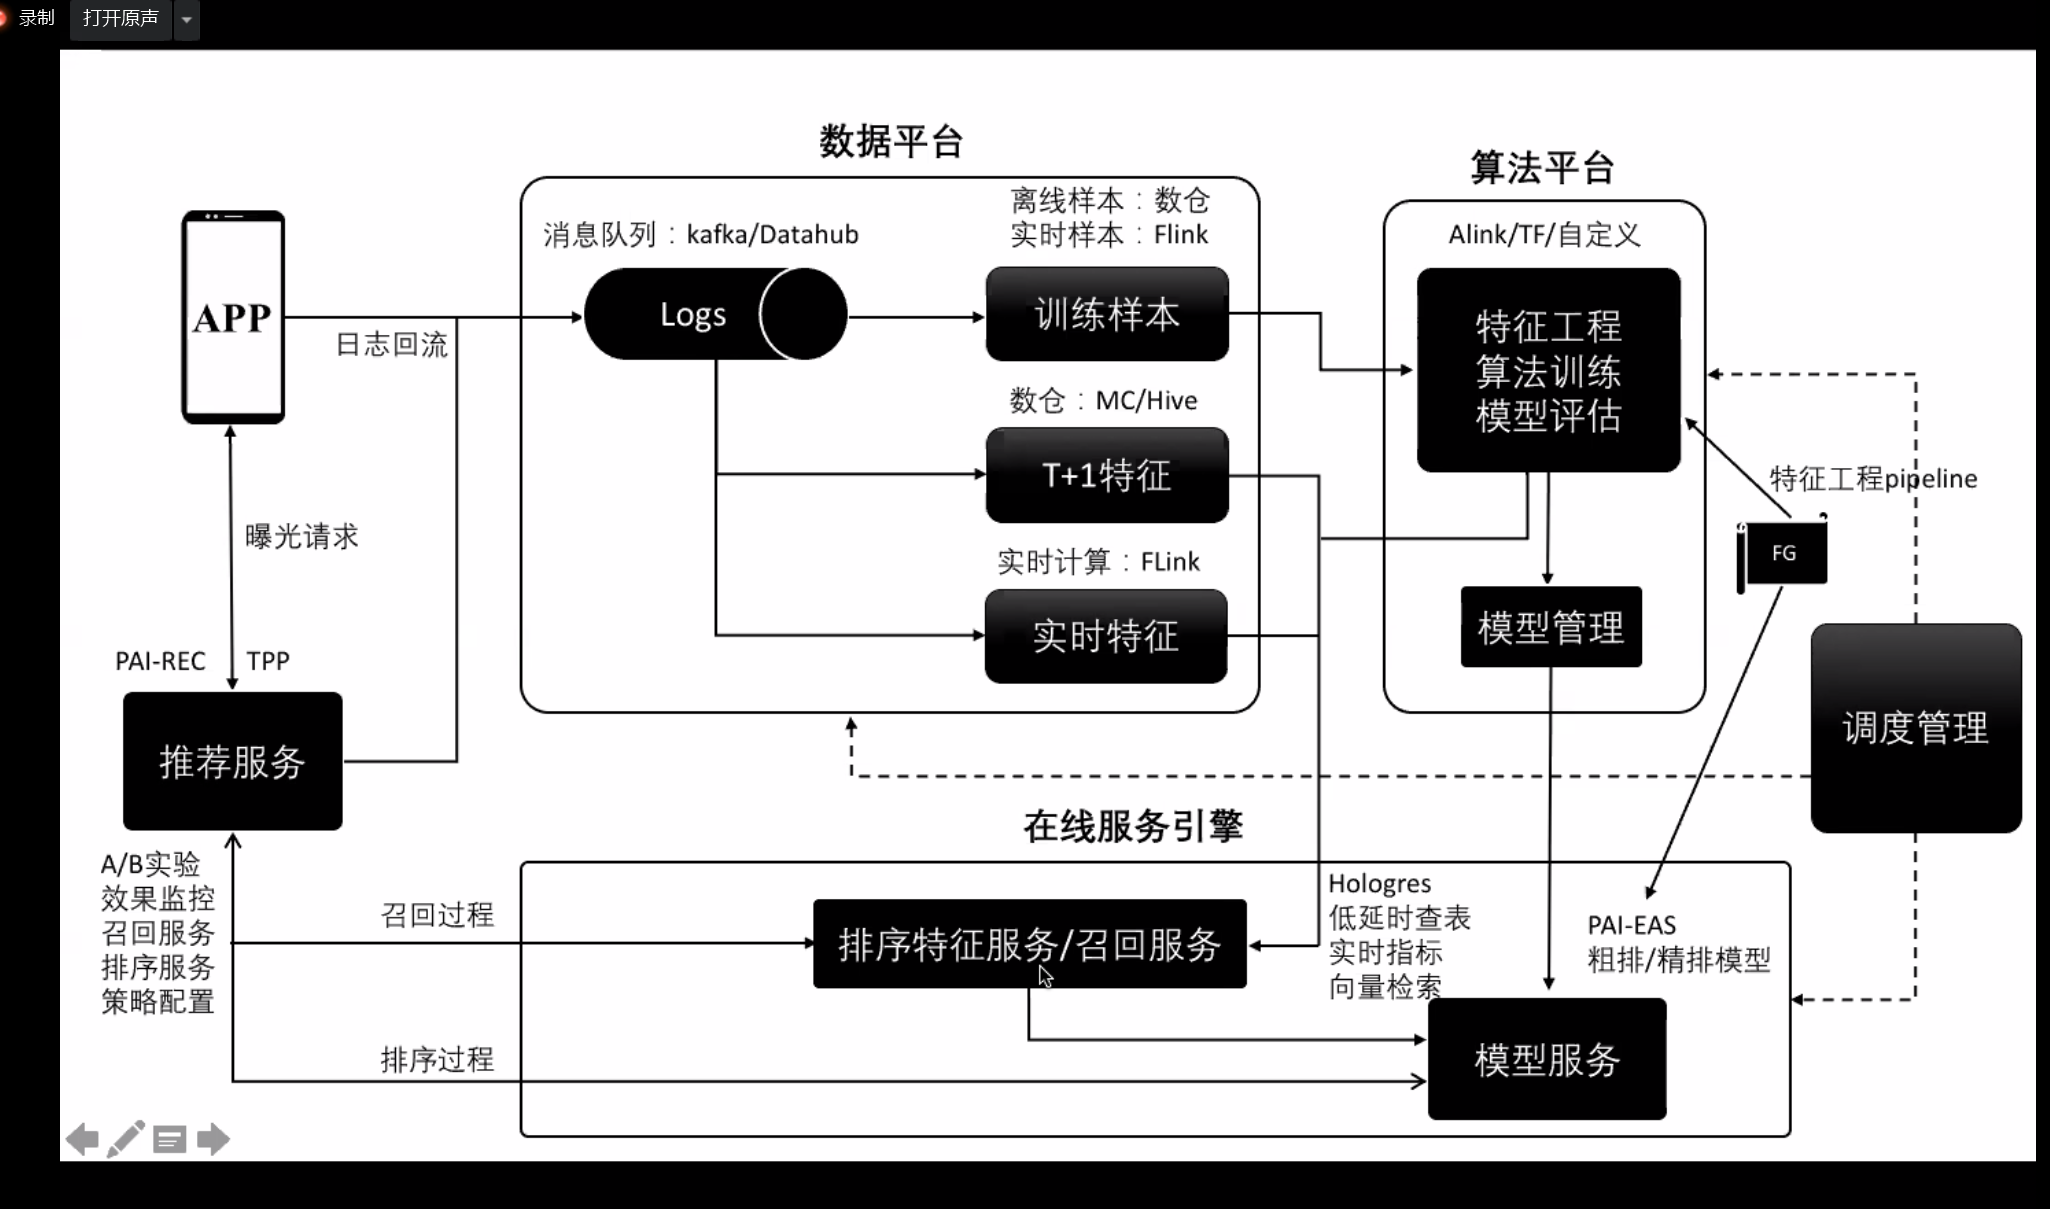 录制
打开原声
数据平台
算法平台
离线样本：数仓
实时样本：Flink
消息队列：kafka/Datahub
Alink/TF/自定义
APP
日志回流
Logs
训练样本
特征工程
算法训练
模型评估
数仓：MC/Hive
T+1特征
特征工程pipeline
曝光请求
实时计算：FLink
FG
实时特征
模型管理
PAI-REC
TPP
推荐服务
调度管理
在线服务引擎
A/B实验
效果监控
召回服务
排序服务
策略配置
召回过程
排序特征服务/召回服务
Hologres
低延时查表
实时指标
向量检索
PAI-EAS
粗排/精排模型
排序过程
模型服务